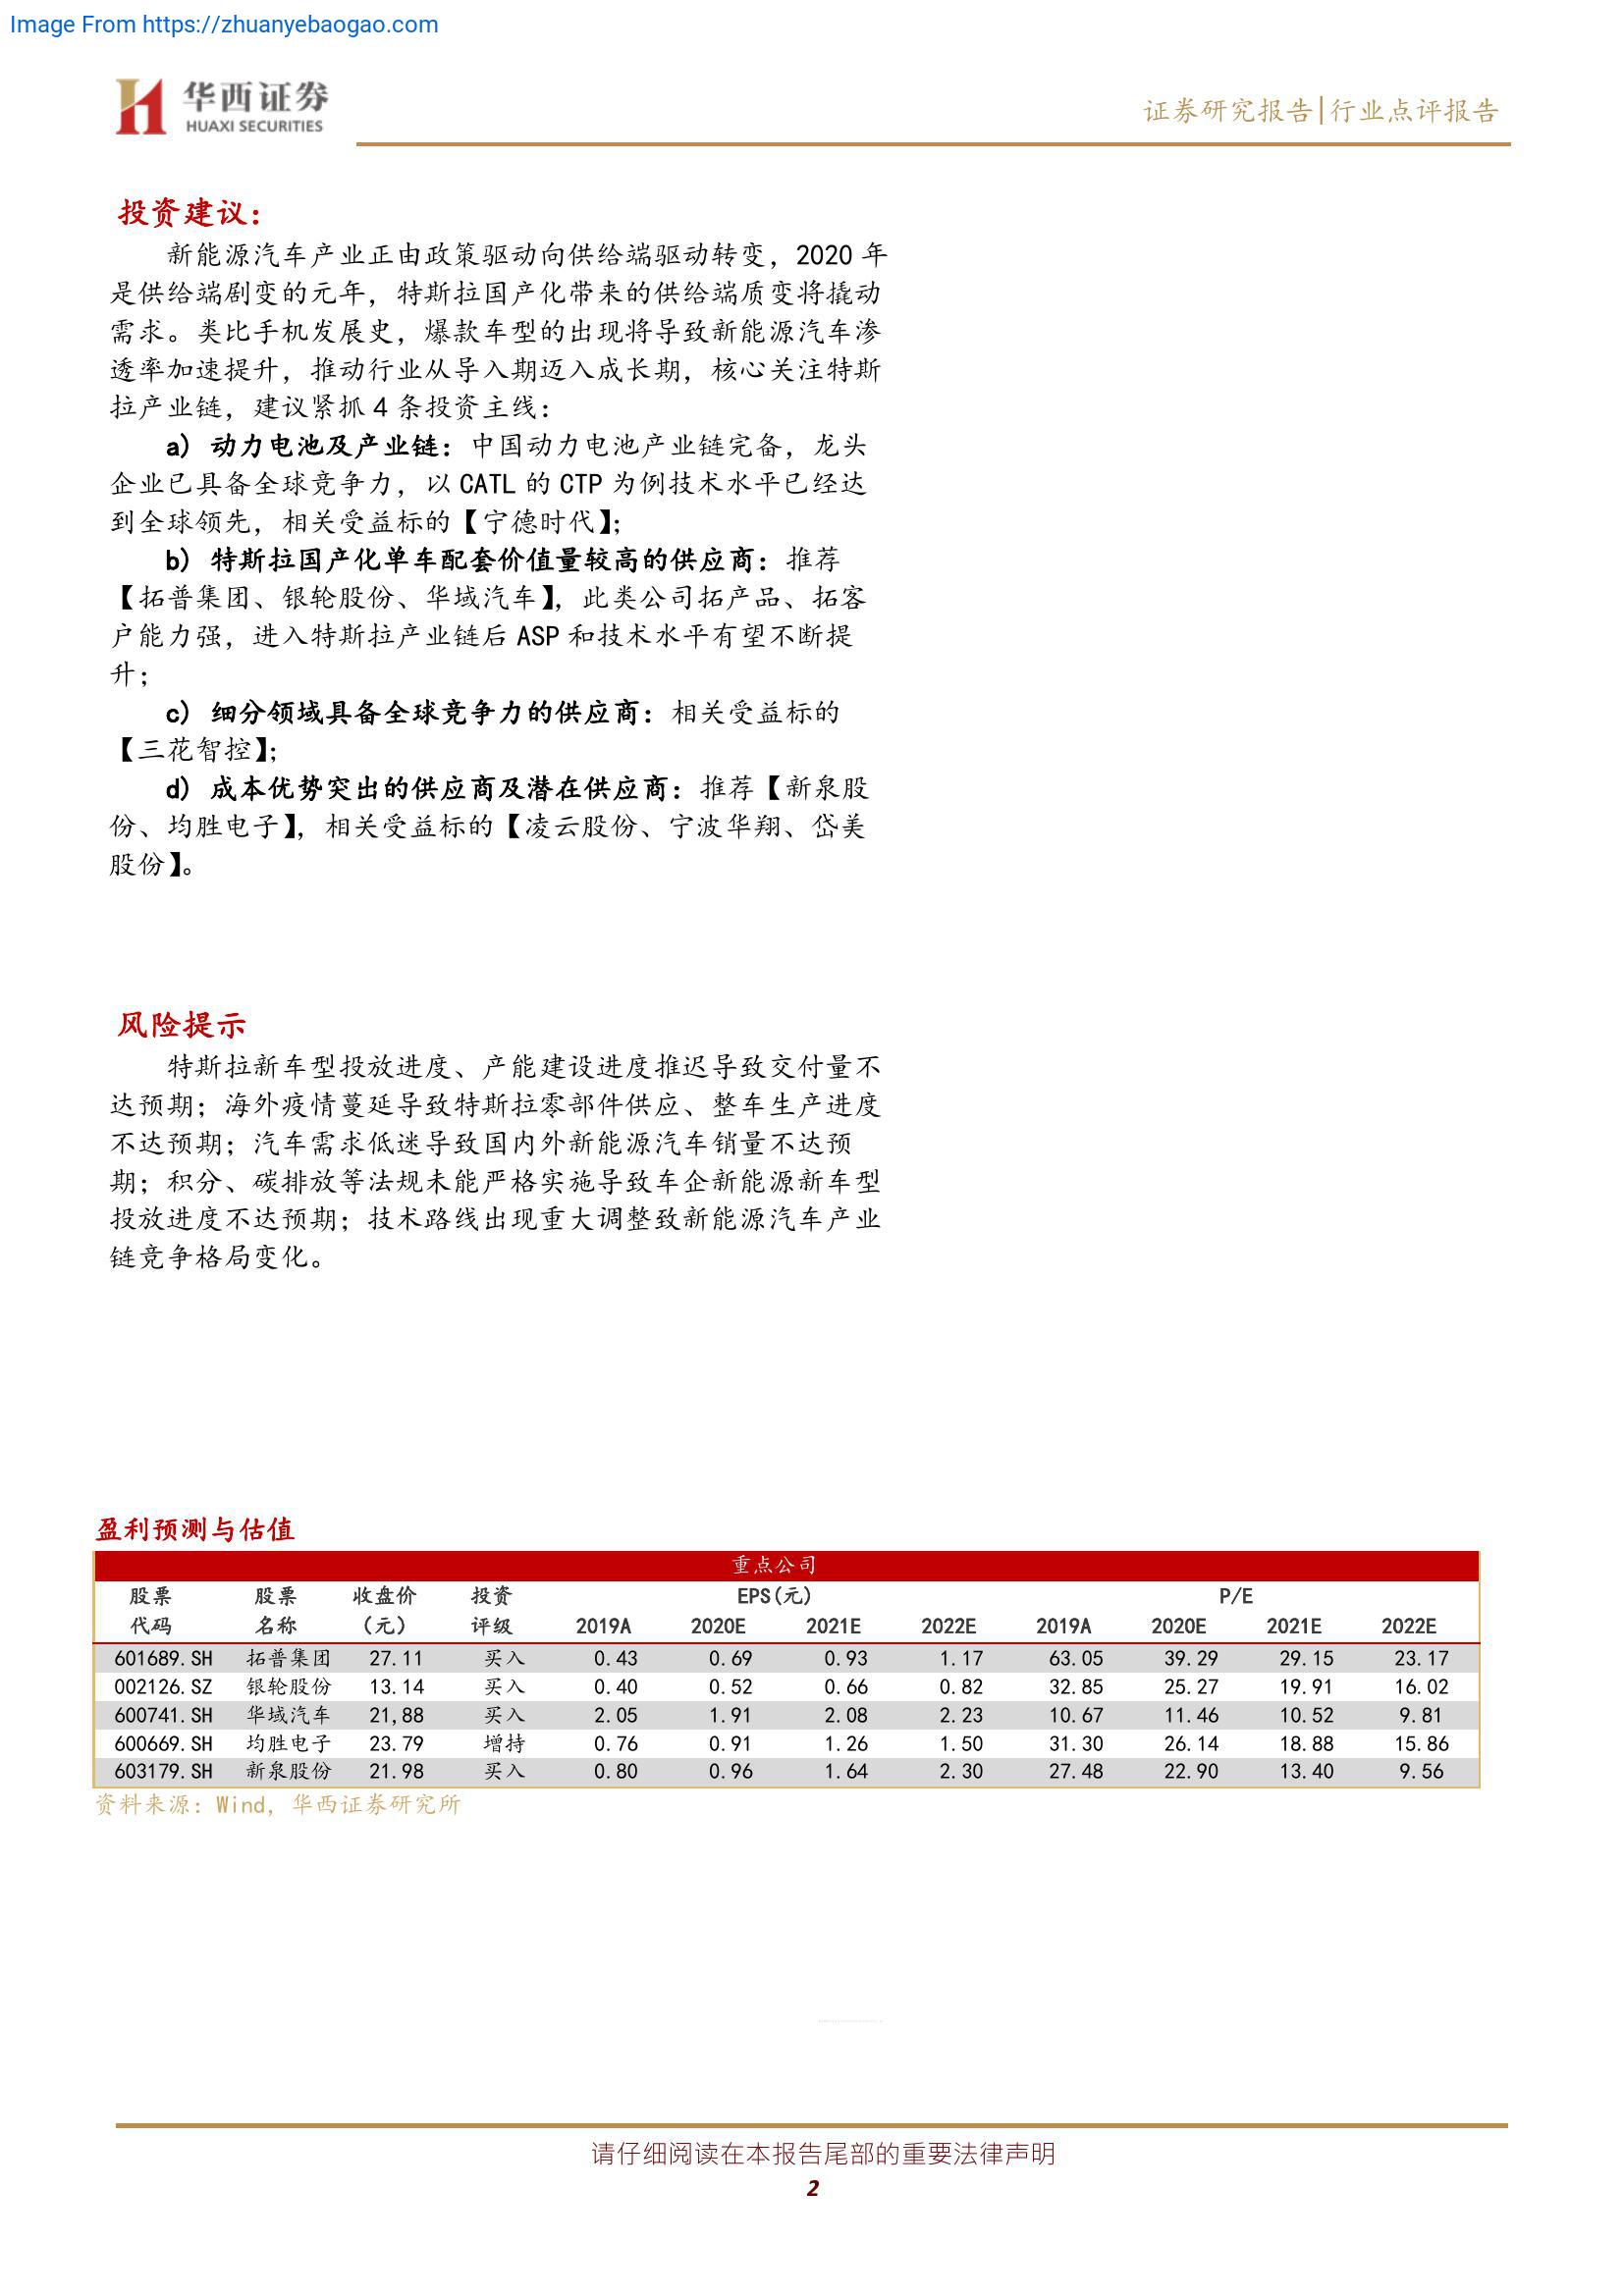 Image From https://zhuanyebaogao.com
华西证券
HUAXI SECURITIES
证券研究报告|行业点评报告
投资建议：
新能源汽车产业正由政策驱动向供给端驱动转变，2020 年
是供给端剧变的元年，特斯拉国产化带来的供给端质变将撬动
需求。类比手机发展史，爆款车型的出现将导致新能源汽车渗
透率加速提升，推动行业从导入期迈入成长期，核心关注特斯
拉产业链，建议紧抓 4 条投资主线：
a) 动力电池及产业链：中国动力电池产业链完备，龙头
企业已具备全球竞争力，以 CATL 的 CTP 为例技术水平已经达
到全球领先，相关受益标的【宁德时代】；
b) 特斯拉国产化单车配套价值量较高的供应商：推荐
【拓普集团、银轮股份、华域汽车】，此类公司拓产品、拓客
户能力强，进入特斯拉产业链后 ASP 和技术水平有望不断提
升；
c) 细分领域具备全球竞争力的供应商：相关受益标的
【三花智控】；
d) 成本优势突出的供应商及潜在供应商：推荐【新泉股
份、均胜电子】，相关受益标的【凌云股份、宁波华翔、岱美
股份】。
风险提示
特斯拉新车型投放进度、产能建设进度推迟导致交付量不
达预期；海外疫情蔓延导致特斯拉零部件供应、整车生产进度
不达预期；汽车需求低迷导致国内外新能源汽车销量不达预
期；积分、碳排放等法规未能严格实施导致车企新能源新车型
投放进度不达预期；技术路线出现重大调整致新能源汽车产业
链竞争格局变化。
盈利预测与估值
重点公司
股票 股票 收盘价 投资 EPS(元) P/E
代码 名称 （元） 评级 2019A 2020E 2021E 2022E 2019A 2020E 2021E 2022E
601689.SH 拓普集团 27.11 买入 0.43 0.69 0.93 1.17 63.05 39.29 29.15 23.17
002126.SZ 银轮股份 13.14 买入 0.40 0.52 0.66 0.82 32.85 25.27 19.91 16.02
600741.SH 华域汽车 21,88 买入 2.05 1.91 2.08 2.23 10.67 11.46 10.52 9.81
600669.SH 均胜电子 23.79 增持 0.76 0.91 1.26 1.50 31.30 26.14 18.88 15.86
603179.SH 新泉股份 21.98 买入 0.80 0.96 1.64 2.30 27.48 22.90 13.40 9.56
资料来源：Wind，华西证券研究所
请仔细阅读在本报告尾部的重要法律声明
2